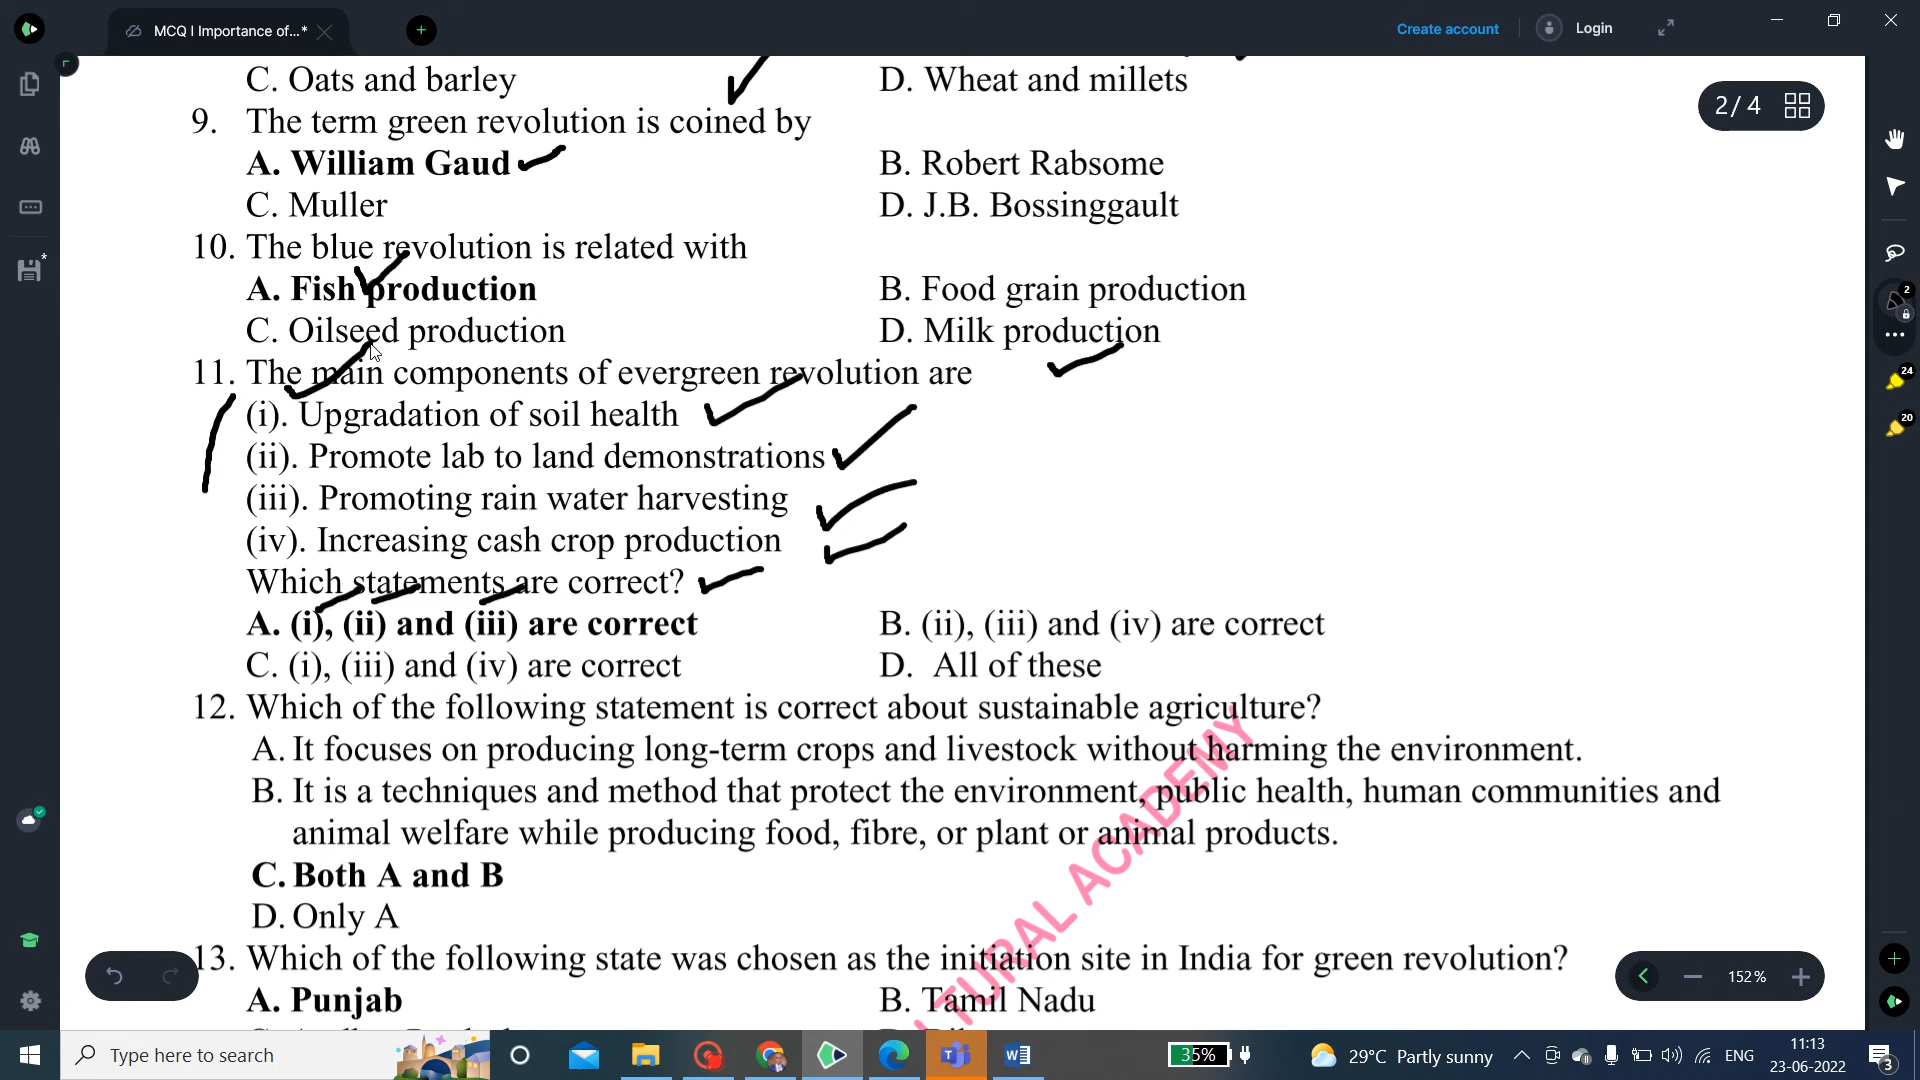 MCQ I Importance of...*
Create account
Login
2/ 4
C. Oats and barley
D. Wheat and millets
9. The term green revolution is coined by
A. William Gaud
B. Robert Rabsome
C. Muller
D. J.B. Bossinggault
10. The blue revolution is related with
A. Fish production
B. Food grain production
C. Oilseed production
D. Milk production
11. The main components of evergreen revolution are
(i). Upgradation of soil health
(ii). Promote lab to land demonstrations
(iii). Promoting rain water harvesting
(iv). Increasing cash crop production
Which statements are correct?
A. (i), (ii) and (iii) are correct
B. (ii), (iii) and (iv) are correct
C. (i), (iii) and (iv) are correct
D. All of these
12. Which of the following statement is correct about sustainable agriculture?
A. It focuses on producing long-term crops and livestock without harming the environment.
B. It is a techniques and method that protect the environment, public health, human communities and
animal welfare while producing food, fibre, or plant or animal products.
C. Both A and B
D. Only A
13. Which of the following state was chosen as the initiation site in India for green revolution?
A. Punjab
B. Tamil Nadu
TURAL ACADEMY
2
24
20
152%
Type here to search
35%
29°C Partly sunny
ENG
11:13
23-06-2022
3